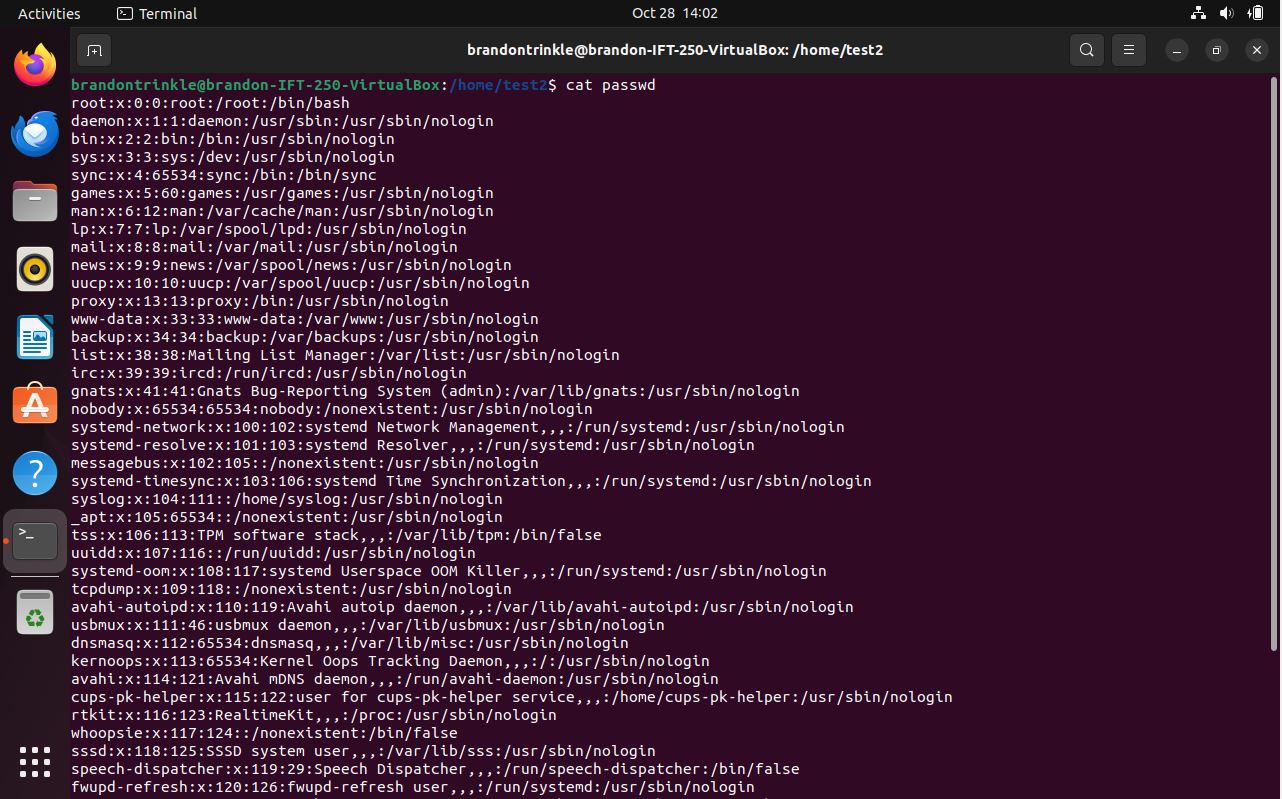 Activities
Terminal
Oct 28 14:02
brandontrinkle@brandon-IFT-250-VirtualBox: /home/test2
brandontrinkle@brandon-IFT-250-VirtualBox:/home/test2$ cat passwd
root:x:0:0:root:/root:/bin/bash
daemon:x:1:1:daemon:/usr/sbin:/usr/sbin/nologin
bin:x:2:2:bin:/bin:/usr/sbin/nologin
sys:x:3:3:sys:/dev:/usr/sbin/nologin
sync:x:4:65534:sync:/bin:/bin/sync
games:x:5:60:games:/usr/games:/usr/sbin/nologin
man:x:6:12:man:/var/cache/man:/usr/sbin/nologin
lp:x:7:7:lp:/var/spool/lpd:/usr/sbin/nologin
mail:x:8:8:mail:/var/mail:/usr/sbin/nologin
news:x:9:9:news:/var/spool/news:/usr/sbin/nologin
uucp:x:10:10:uucp:/var/spool/uucp:/usr/sbin/nologin
proxy:x:13:13:proxy:/bin:/usr/sbin/nologin
www-data:x:33:33:www-data:/var/www:/usr/sbin/nologin
backup:x:34:34:backup:/var/backups:/usr/sbin/nologin
list:x:38:38:Mailing List Manager:/var/list:/usr/sbin/nologin
irc:x:39:39:ircd:/run/ircd:/usr/sbin/nologin
gnats:x:41:41:Gnats Bug-Reporting System (admin):/var/lib/gnats:/usr/sbin/nologin
nobody:x:65534:65534:nobody:/nonexistent:/usr/sbin/nologin
systemd-network:x:100:102:systemd Network Management,,,:/run/systemd:/usr/sbin/nologin
systemd-resolve:x:101:103:systemd Resolver,,,:/run/systemd:/usr/sbin/nologin
messagebus:x:102:105::/nonexistent:/usr/sbin/nologin
systemd-timesync:x:103:106:systemd Time Synchronization,,,:/run/systemd:/usr/sbin/nologin
syslog:x:104:111::/home/syslog:/usr/sbin/nologin
_apt:x:105:65534::/nonexistent:/usr/sbin/nologin
tss:x:106:113:TPM software stack,,,:/var/lib/tpm:/bin/false
uuidd:x:107:116::/run/uuidd:/usr/sbin/nologin
systemd-oom:x:108:117:systemd Userspace OOM Killer,,,:/run/systemd:/usr/sbin/nologin
tcpdump:x:109:118::/nonexistent:/usr/sbin/nologin
avahi-autoipd:x:110:119:Avahi autoip daemon,,,:/var/lib/avahi-autoipd:/usr/sbin/nologin
usbmux:x:111:46:usbmux daemon,,,:/var/lib/usbmux:/usr/sbin/nologin
dnsmasq:x:112:65534:dnsmasq,,,:/var/lib/misc:/usr/sbin/nologin
kernoops:x:113:65534:Kernel Oops Tracking Daemon,,,:/:/usr/sbin/nologin
avahi:x:114:121:Avahi mDNS daemon,,,:/run/avahi-daemon:/usr/sbin/nologin
cups-pk-helper:x:115:122:user for cups-pk-helper service,,,:/home/cups-pk-helper:/usr/sbin/nologin
rtkit:x:116:123:RealtimeKit,,,:/proc:/usr/sbin/nologin
whoopsie:x:117:124::/nonexistent:/bin/false
sssd:x:118:125:SSSD system user,,,:/var/lib/sss:/usr/sbin/nologin
speech-dispatcher:x:119:29:Speech Dispatcher,,,:/run/speech-dispatcher:/bin/false
fwupd-refresh:x:120:126:fwupd-refresh user,,,:/run/systemd:/usr/sbin/nologin